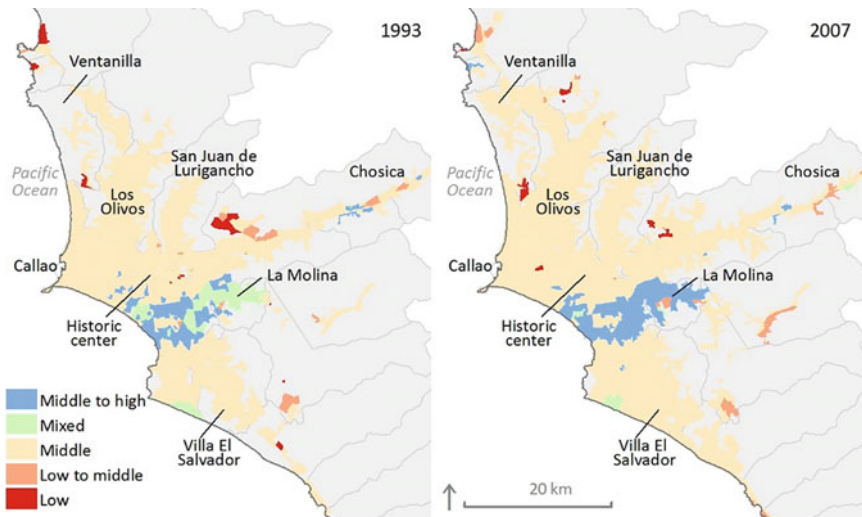 1993
Ventanilla
San Juan de
Lurigancho
Chosica
Pacific
Ocean
Los
Olivos
Callao
La Molina
Historic
center
Villa El
Salvador
Middle to high
Mixed
Middle
Low to middle
Low
2007
Ventanilla
San Juan de
Lurigancho
Chosica
Pacific
Ocean
Los
Olivos
Callao
La Molina
Historic
center
Villa El
Salvador
20 km